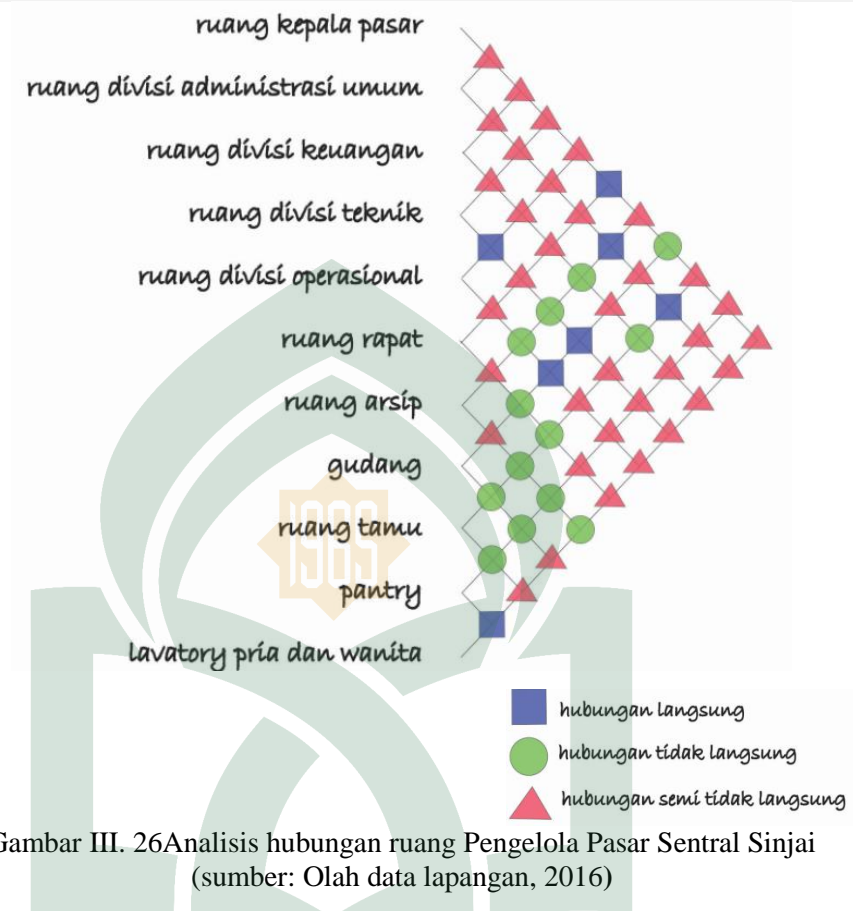 ruang kepala pasar
ruang divisi administrasi umum
ruang divisi keuangan
ruang divisi teknik
ruang divisi operasional
ruang rapat
ruang arsip
gudang
1985
ruang tamu
pantry
lavatory pria dan wanita
hubungan langsung
hubungan tidak langsung
hubungan semi tidak langsung
Gambar III. 26Analisis hubungan ruang Pengelola Pasar Sentral Sinjai
(sumber: Olah data lapangan, 2016)